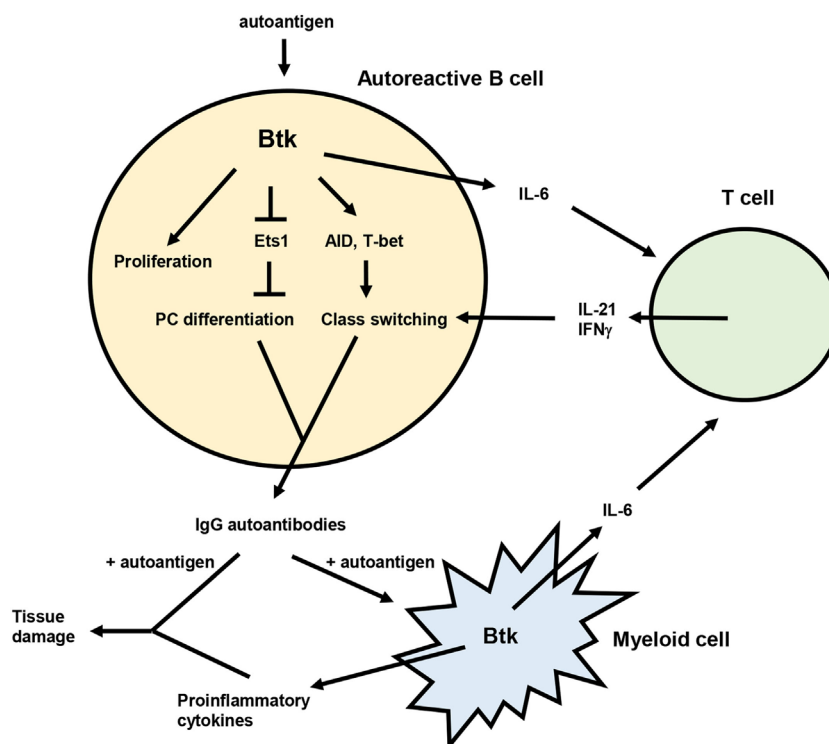 autoantigen
Autoreactive B cell
Btk
IL-6
T cell
Ets1
AID, T-bet
Proliferation
PC differentiation
Class switching
IL-21
IFNγ
IgG autoantibodies
IL-6
+ autoantigen
+ autoantigen
Tissue
damage
Btk
Myeloid cell
Proinflammatory
cytokines